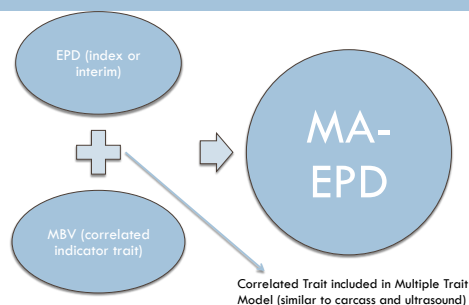 EPD (index or
interim)
MA-
EPD
MBV (correlated
indicator trait)
Correlated Trait included in Multiple Trait
Model (similar to carcass and ultrasound)